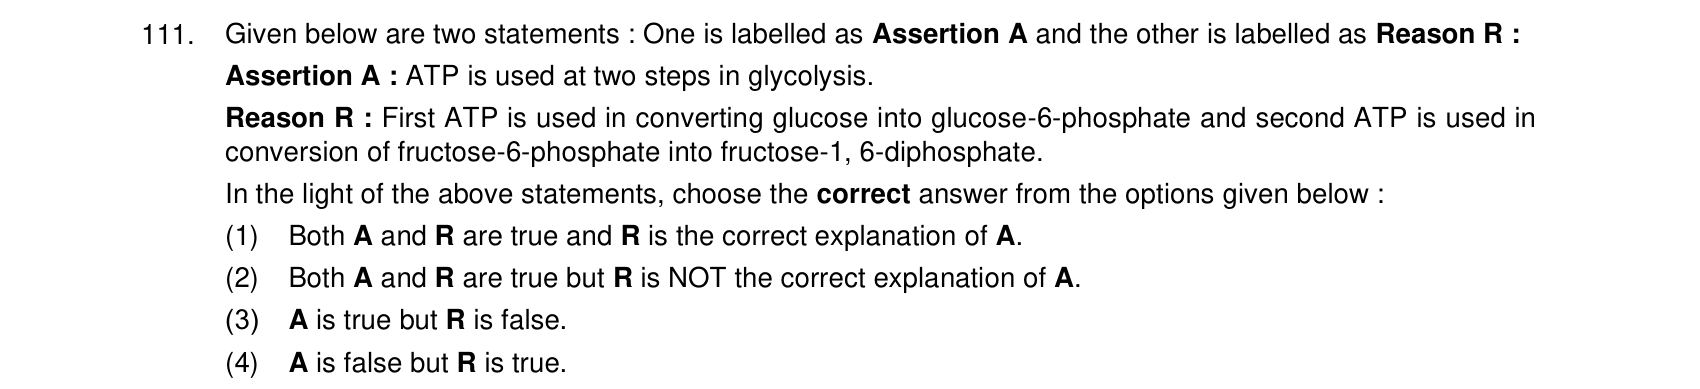 111. Given below are two statements : One is labelled as Assertion A and the other is labelled as Reason R :
Assertion A : ATP is used at two steps in glycolysis.
Reason R : First ATP is used in converting glucose into glucose-6-phosphate and second ATP is used in
conversion of fructose-6-phosphate into fructose-1, 6-diphosphate.
In the light of the above statements, choose the correct answer from the options given below :
(1) Both A and R are true and R is the correct explanation of A.
(2) Both A and R are true but R is NOT the correct explanation of A.
(3) A is true but R is false.
(4) A is false but R is true.